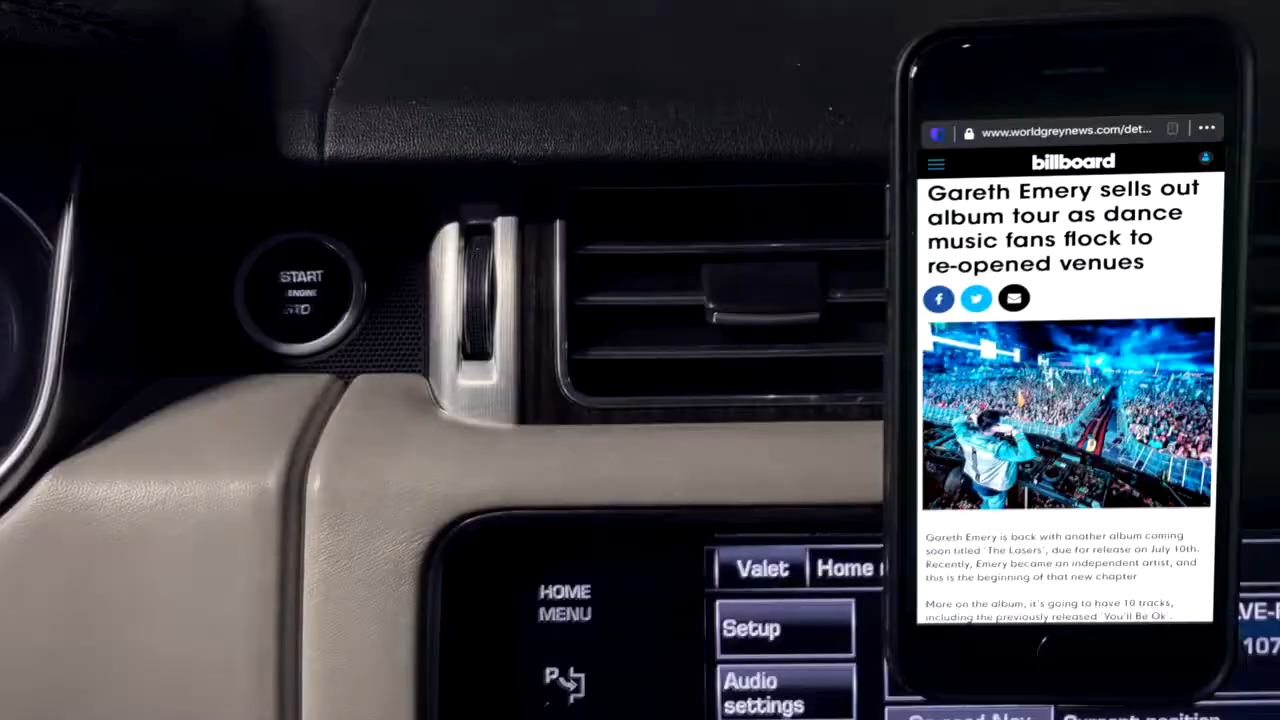 START
ENGINE
HOME
MENU
Valet
Home
Setup
Audio
settings
www.worldgreynews.com/det...
billboard
Gareth Emery sells out
album tour as dance
music fans flock to
re-opened venues
Gareth Emery is back with another album coming
soon titled 'The Losers', due for release on July 10th.
Recently, Emery became an independent artist, and
this is the beginning of that new chapter
More on the album, it's going to have 10 tracks,
including the previously released 'You'll Be Ok'.
107